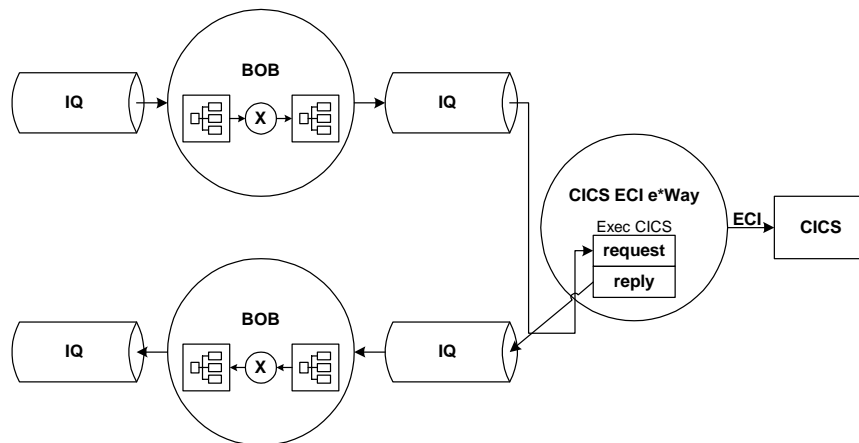 IQ
BOB
X
IQ
CICS ECI e*Way
Exec CICS
request
reply
ECI
CICS
IQ
BOB
X
IQ